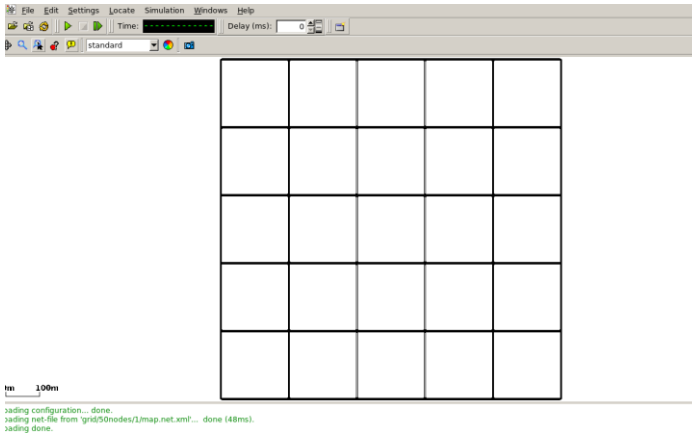 File Edit Settings Locate Simulation Windows Help
Time: Delay (ms): 0
standard
0m 100m
oading configuration... done.
oading net-file from 'grid/50nodes/1/map.net.xml'... done (48ms).
oading done.